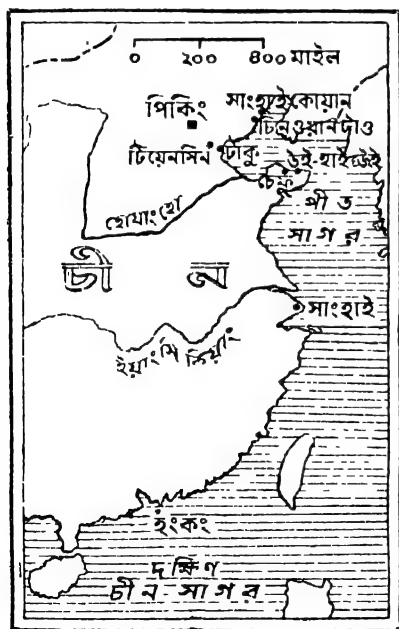 ০ ২০০ ৪০০ মাইল
পিকিং
সাংহাইকোয়ান
চিনওয়ানটাও
টিয়েনসিন
টাকু
উই-হাই-উই
চেফু
পীত
সাগর
হোয়াংহো
চীন
সাংহাই
ইয়াংসি কিয়াং
হংকং
দক্ষিণ
চীন সাগর